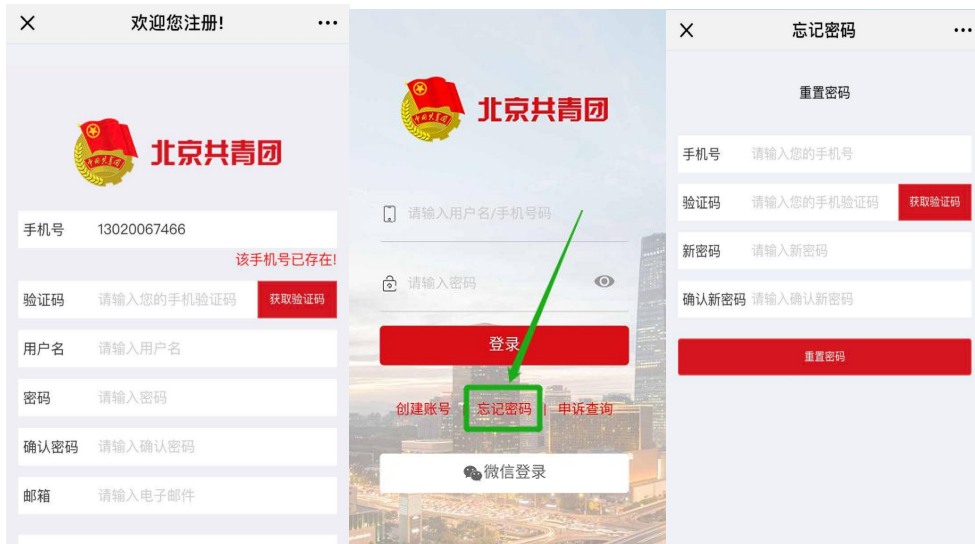 欢迎您注册!
北京共青团
手机号 13020067466
该手机号已存在!
验证码 请输入您的手机验证码 获取验证码
用户名 请输入用户名
密码 请输入密码
确认密码 请输入确认密码
邮箱 请输入电子邮件
北京共青团
请输入用户名/手机号码
请输入密码
登录
创建账号 | 忘记密码 | 申诉查询
微信登录
忘记密码
重置密码
手机号 请输入您的手机号
验证码 请输入您的手机验证码 获取验证码
新密码 请输入新密码
确认新密码 请输入确认新密码
重置密码